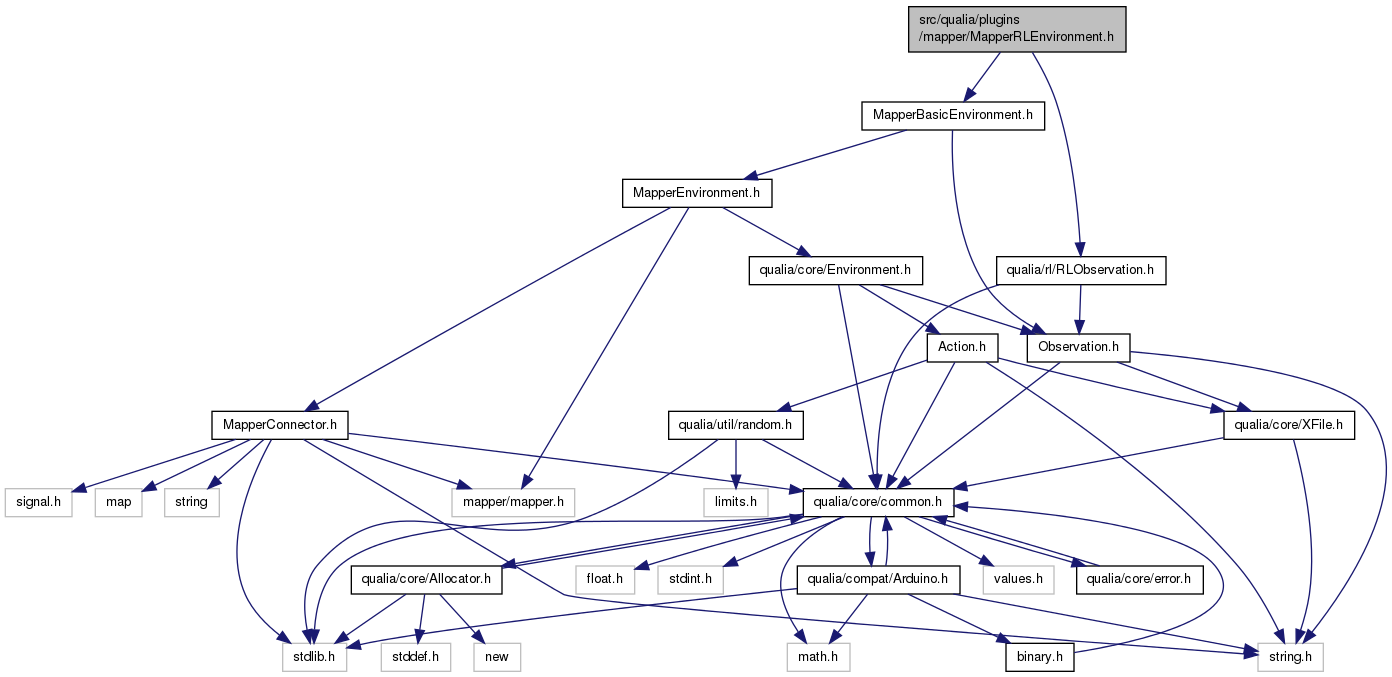 src/qualia/plugins
/mapper/MapperRLEnvironment.h
MapperBasicEnvironment.h
MapperEnvironment.h
qualia/core/Environment.h
qualia/rl/RLObservation.h
Action.h
Observation.h
MapperConnector.h
qualia/util/random.h
qualia/core/XFile.h
signal.h
map
string
mapper/mapper.h
limits.h
qualia/core/common.h
qualia/core/Allocator.h
float.h
stdint.h
qualia/compat/Arduino.h
values.h
qualia/core/error.h
stdlib.h
stddef.h
new
math.h
binary.h
string.h